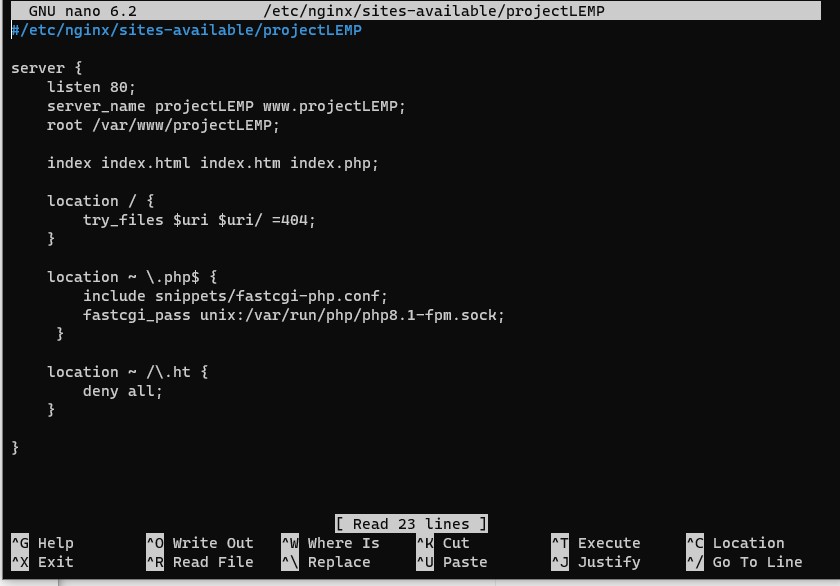 GNU nano 6.2 /etc/nginx/sites-available/projectLEMP
#/etc/nginx/sites-available/projectLEMP
server {
    listen 80;
    server_name projectLEMP www.projectLEMP;
    root /var/www/projectLEMP;
    index index.html index.htm index.php;
    location / {
        try_files $uri $uri/ =404;
    }
    location ~ \.php$ {
        include snippets/fastcgi-php.conf;
        fastcgi_pass unix:/var/run/php/php8.1-fpm.sock;
     }
    location ~ /\.ht {
        deny all;
    }
}
[ Read 23 lines ]
^G Help ^O Write Out ^W Where Is ^K Cut ^T Execute ^C Location
^X Exit ^R Read File ^\ Replace ^U Paste ^J Justify ^/ Go To Line